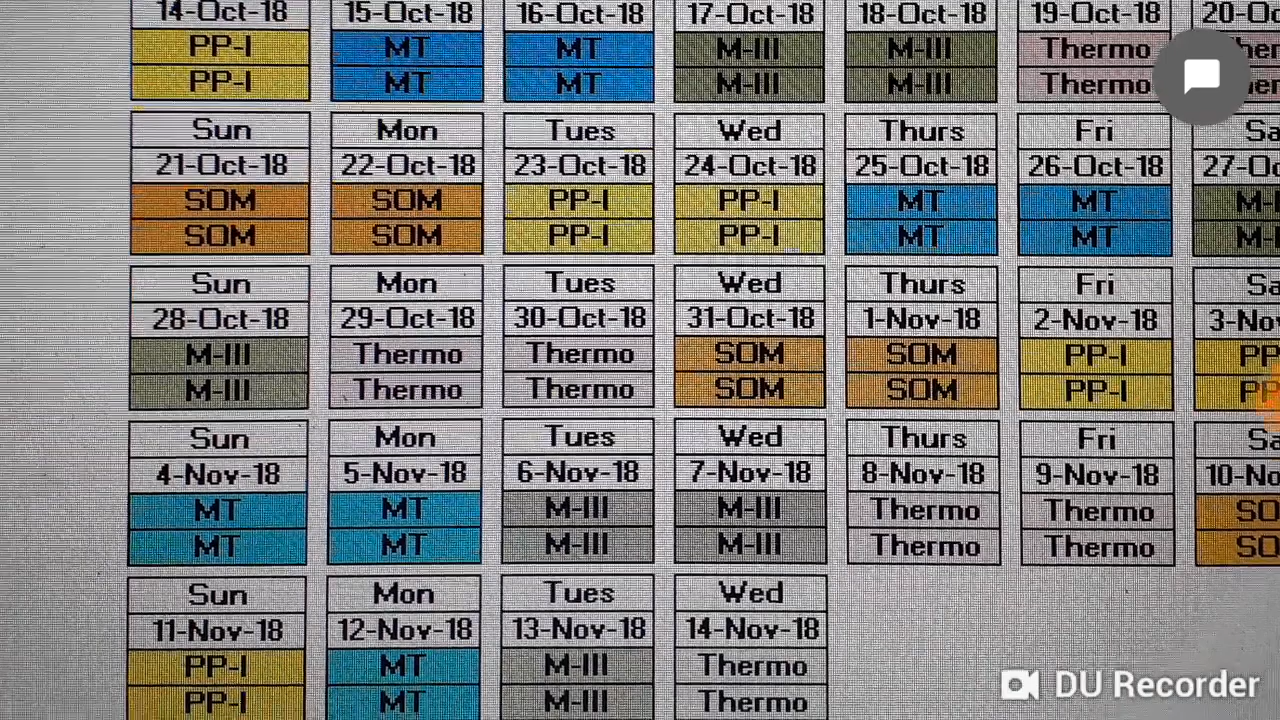 14-Oct-18 15-Oct-18 16-Oct-18 17-Oct-18 18-Oct-18 19-Oct-18
PP-I MT MT M-III M-III Thermo
PP-I MT MT M-III M-III Thermo
Sun Mon Tues Wed Thurs Fri
21-Oct-18 22-Oct-18 23-Oct-18 24-Oct-18 25-Oct-18 26-Oct-18
SOM SOM PP-I PP-I MT MT
SOM SOM PP-I PP-I MT MT
Sun Mon Tues Wed Thurs Fri
28-Oct-18 29-Oct-18 30-Oct-18 31-Oct-18 1-Nov-18 2-Nov-18
M-III Thermo Thermo SOM SOM PP-I
M-III Thermo Thermo SOM SOM PP-I
Sun Mon Tues Wed Thurs Fri
4-Nov-18 5-Nov-18 6-Nov-18 7-Nov-18 8-Nov-18 9-Nov-18
MT MT M-III M-III Thermo Thermo
MT MT M-III M-III Thermo Thermo
Sun Mon Tues Wed
11-Nov-18 12-Nov-18 13-Nov-18 14-Nov-18
PP-I MT M-III Thermo
PP-I MT M-III Thermo
DU Recorder